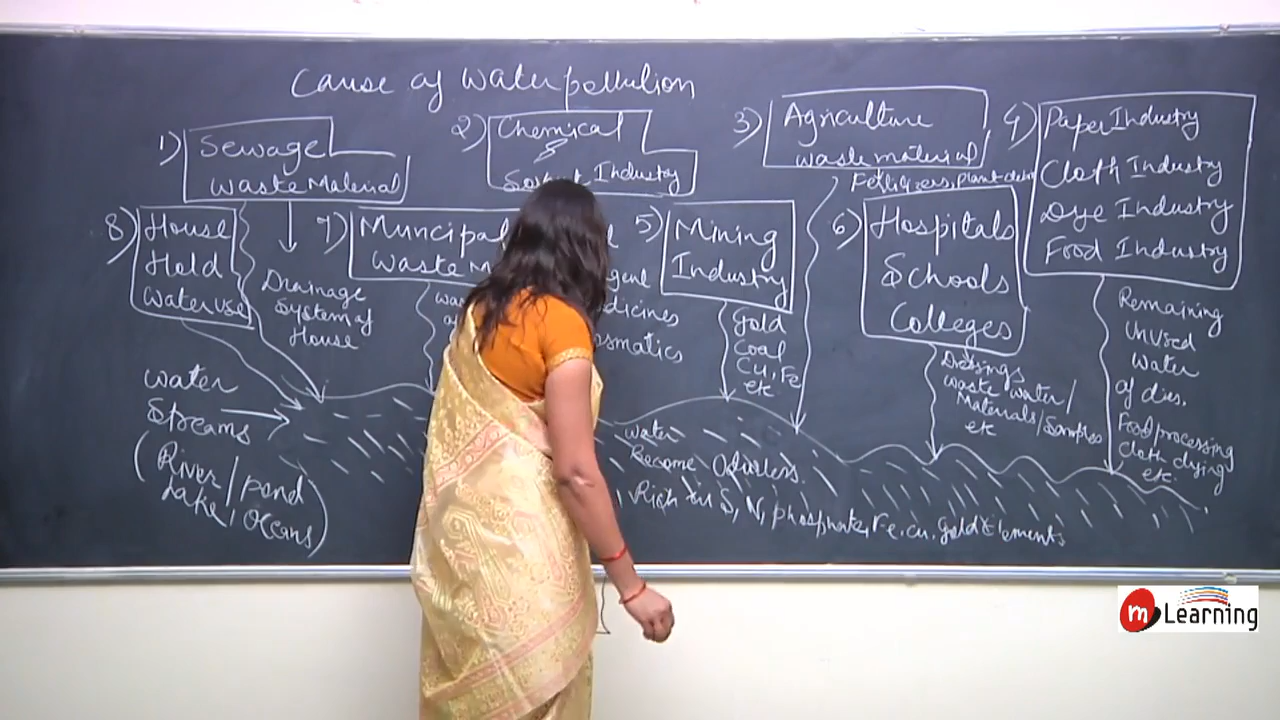 Cause of Water pollution
1) Sewage
Waste Material
Drainage
System of
House
2) Chemical
&
Industry
3) Agriculture
waste material
Fertilizers, plant
4) Paper Industry
Cloth Industry
Dye Industry
Food Industry
Remaining
Unused
Water
of dies,
Food processing
Cloth dying
etc.
5) Mining
Industry
Gold
Coal
Cu, Fe
etc
6) Hospitals
Schools
Colleges
Dressings
waste water/
Materials/Samples
etc
7) Muncipal
Waste
8) House
Hold
Water use
Water
Streams
(River/pond
Lake, Oceans)
water
Become Odurless.
Rich in S, N, phosphate, Fe, cu, gold Elements
m Learning